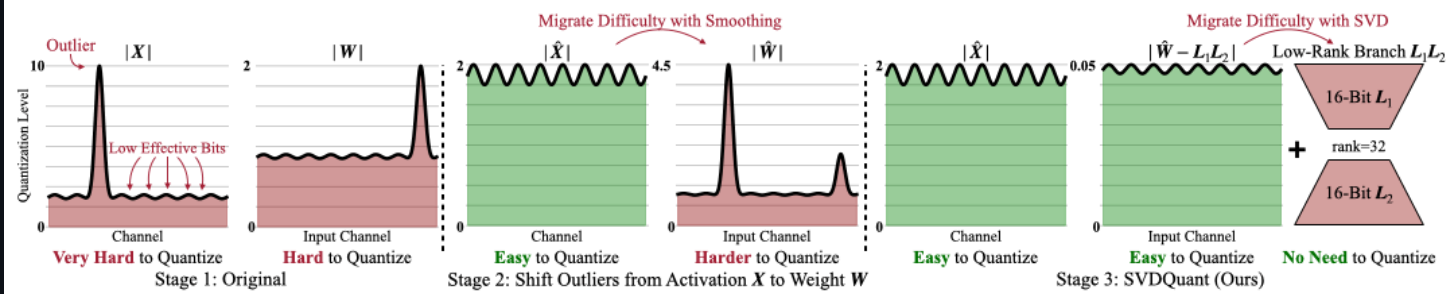 Migrate Difficulty with Smoothing
Migrate Difficulty with SVD
Outlier
|X|
|W|
|X̂|
|Ŵ|
|X̂|
|Ŵ − L₁L₂|
Low-Rank Branch L₁L₂
Quantization Level
10
0
Low Effective Bits
2
0
2
0
4.5
0
2
0
0.05
0
+
16-Bit L₁
rank=32
16-Bit L₂
Channel
Input Channel
Channel
Input Channel
Channel
Input Channel
Very Hard to Quantize
Hard to Quantize
Easy to Quantize
Harder to Quantize
Easy to Quantize
Easy to Quantize
No Need to Quantize
Stage 1: Original
Stage 2: Shift Outliers from Activation X to Weight W
Stage 3: SVDQuant (Ours)